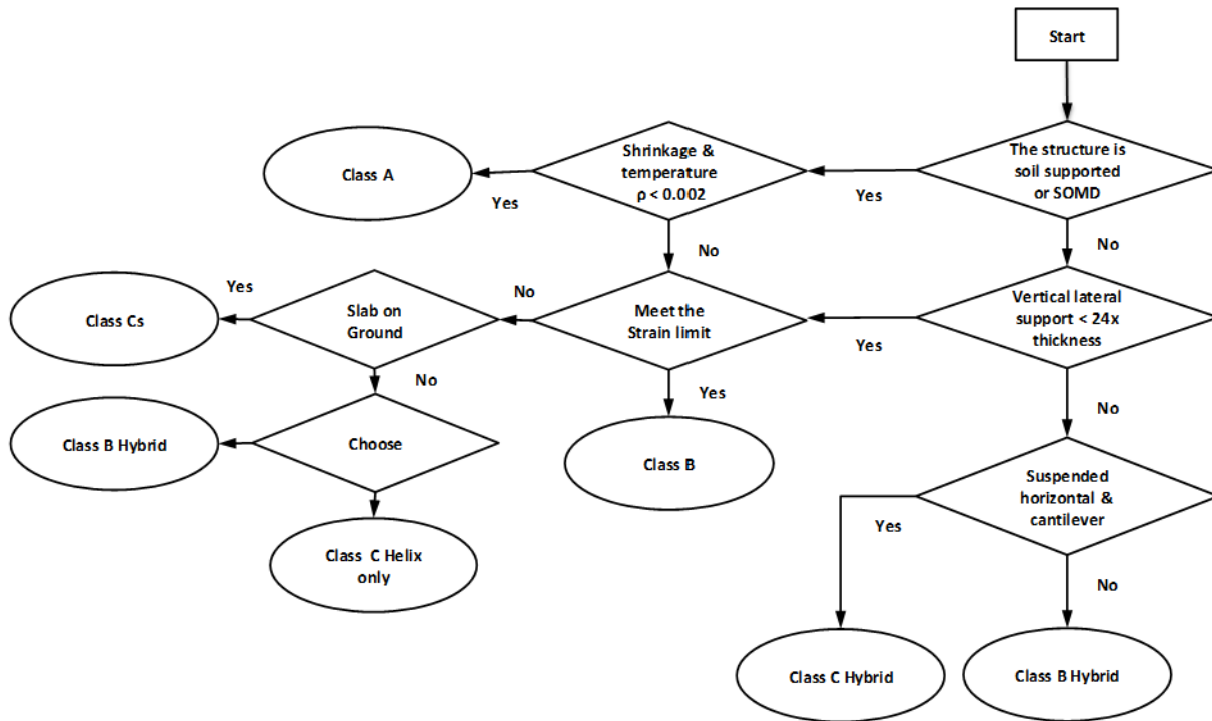 Start
The structure is
soil supported
or SOMD
Yes
No
Shrinkage &
temperature
ρ < 0.002
Yes
No
Class A
Vertical lateral
support < 24x
thickness
Yes
No
Meet the
Strain limit
No
Yes
Slab on
Ground
Yes
No
Class Cs
Choose
Class B Hybrid
Class C Helix
only
Class B
Suspended
horizontal &
cantilever
Yes
No
Class C Hybrid
Class B Hybrid